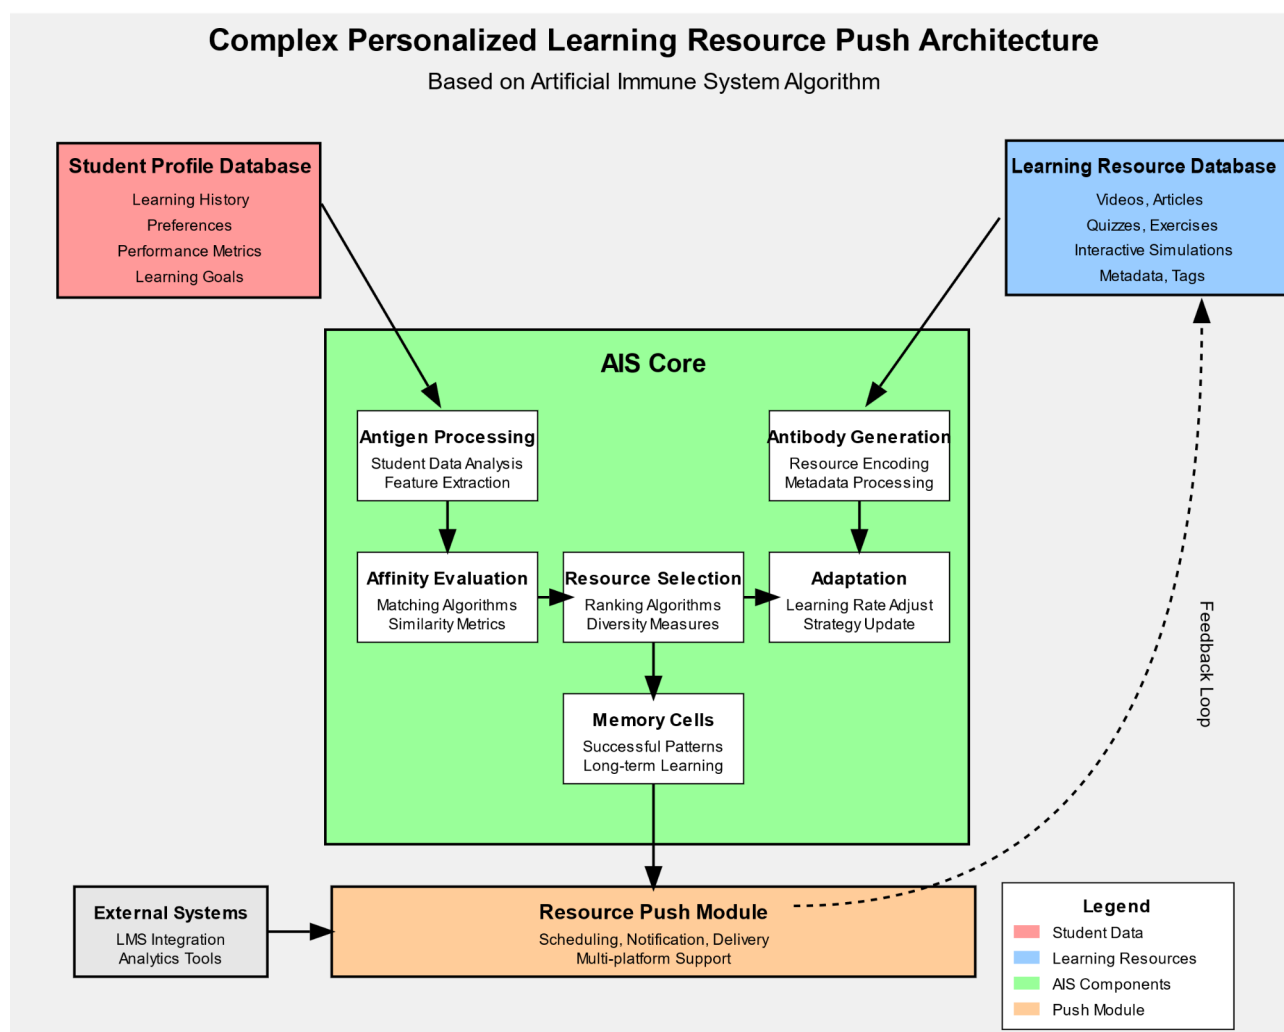 Complex Personalized Learning Resource Push Architecture
Based on Artificial Immune System Algorithm
Student Profile Database
Learning History
Preferences
Performance Metrics
Learning Goals
Learning Resource Database
Videos, Articles
Quizzes, Exercises
Interactive Simulations
Metadata, Tags
AIS Core
Antigen Processing
Student Data Analysis
Feature Extraction
Antibody Generation
Resource Encoding
Metadata Processing
Affinity Evaluation
Matching Algorithms
Similarity Metrics
Resource Selection
Ranking Algorithms
Diversity Measures
Adaptation
Learning Rate Adjust
Strategy Update
Memory Cells
Successful Patterns
Long-term Learning
Feedback Loop
External Systems
LMS Integration
Analytics Tools
Resource Push Module
Scheduling, Notification, Delivery
Multi-platform Support
Legend
Student Data
Learning Resources
AIS Components
Push Module